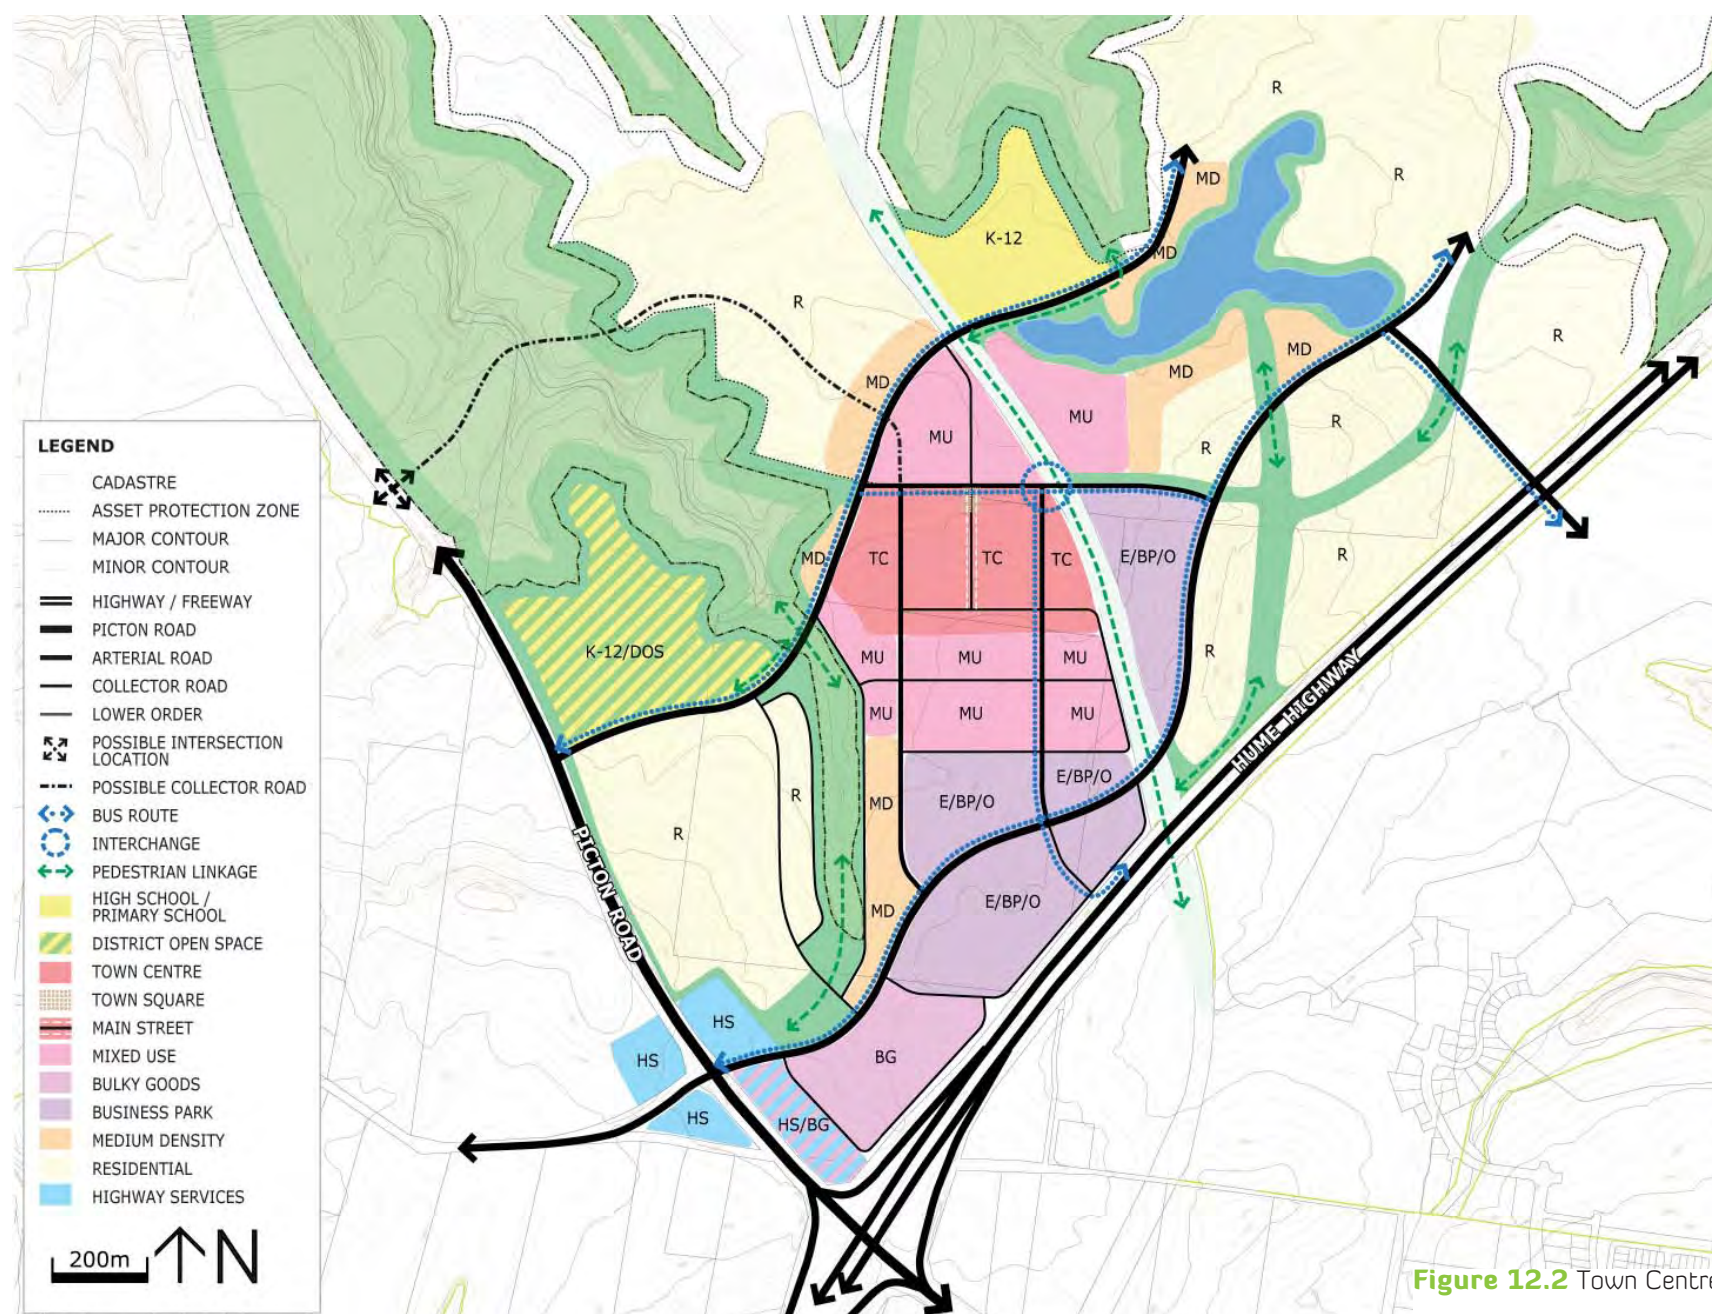 R
MD
R
K-12
MD
R
R
MD
MD
MD
R
MU
MU
R
R
MD
TC
TC
TC
E/BP/O
R
K-12/DOS
MU
MU
MU
R
MU
MU
MU
HUME HIGHWAY
R
MD
E/BP/O
E/BP/O
R
PICTON ROAD
MD
E/BP/O
HS
HS
BG
HS
HS/BG
LEGEND
CADASTRE
ASSET PROTECTION ZONE
MAJOR CONTOUR
MINOR CONTOUR
HIGHWAY / FREEWAY
PICTON ROAD
ARTERIAL ROAD
COLLECTOR ROAD
LOWER ORDER
POSSIBLE INTERSECTION
LOCATION
POSSIBLE COLLECTOR ROAD
BUS ROUTE
INTERCHANGE
PEDESTRIAN LINKAGE
HIGH SCHOOL /
PRIMARY SCHOOL
DISTRICT OPEN SPACE
TOWN CENTRE
TOWN SQUARE
MAIN STREET
MIXED USE
BULKY GOODS
BUSINESS PARK
MEDIUM DENSITY
RESIDENTIAL
HIGHWAY SERVICES
200m
N
Figure 12.2 Town Centre